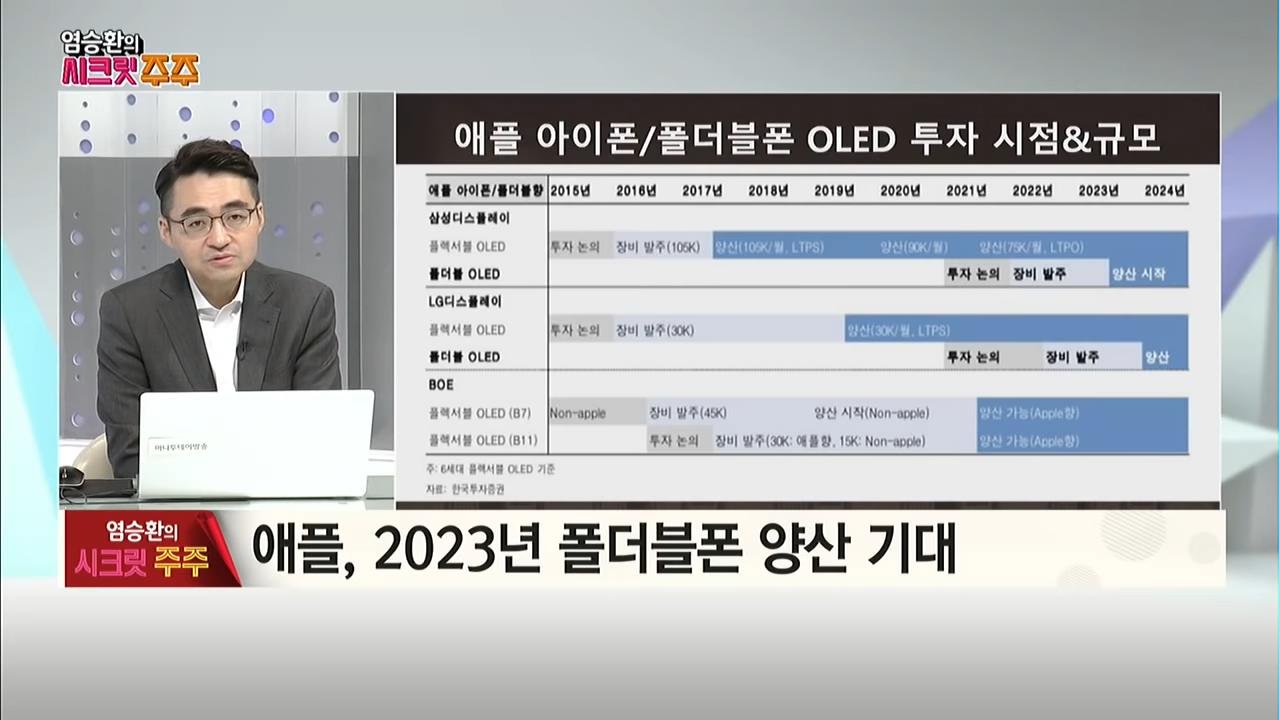 염승환의
시크릿 주주
애플 아이폰/폴더블폰 OLED 투자 시점&규모
애플 아이폰/폴더블향 2015년 2016년 2017년 2018년 2019년 2020년 2021년 2022년 2023년 2024년
삼성디스플레이
플렉서블 OLED 투자 논의 장비 발주(105K) 양산(105K/월, LTPS) 양산(90K/월) 양산(75K/월, LTPO)
폴더블 OLED 투자 논의 장비 발주 양산 시작
LG디스플레이
플렉서블 OLED 투자 논의 장비 발주(30K) 양산(30K/월, LTPS)
폴더블 OLED 투자 논의 장비 발주 양산
BOE
플렉서블 OLED (B7) Non-apple 장비 발주(45K) 양산 시작(Non-apple) 양산 가능(Apple향)
플렉서블 OLED (B11) 투자 논의 장비 발주(30K: 애플향, 15K: Non-apple) 양산 가능(Apple향)
주: 6세대 플렉서블 OLED 기준
자료: 한국투자증권
머니투데이방송
염승환의
시크릿 주주
애플, 2023년 폴더블폰 양산 기대